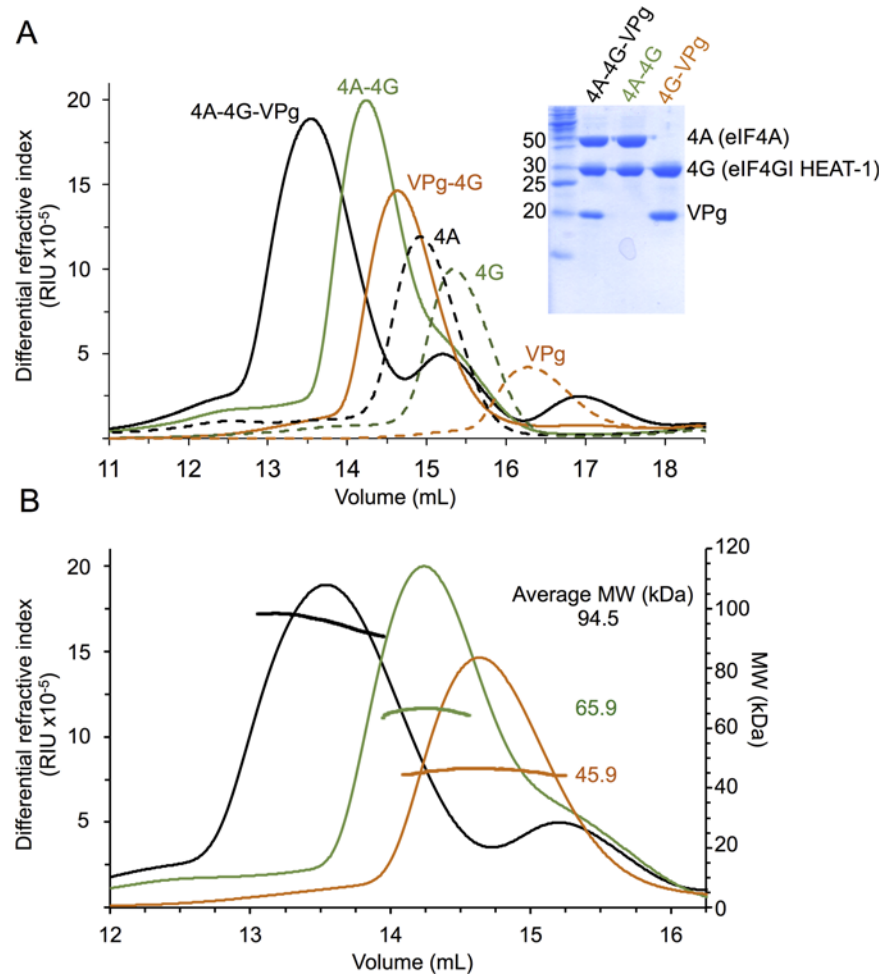 A
4A-4G-VPg
4A-4G
VPg-4G
4A
4G
VPg
20
15
10
5
Differential refractive index
(RIU x10-5)
11 12 13 14 15 16 17 18
Volume (mL)
4A-4G-VPg
4A-4G
4G-VPg
50
30
25
20
4A (eIF4A)
4G (eIF4GI HEAT-1)
VPg
B
20
15
10
5
Differential refractive index
(RIU x10-5)
Average MW (kDa)
94.5
65.9
45.9
120
100
80
60
40
20
0
MW (kDa)
12 13 14 15 16
Volume (mL)